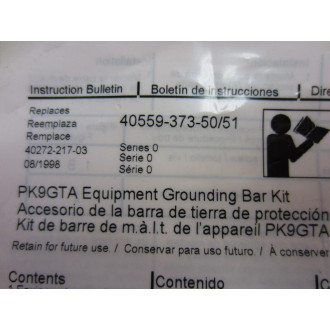 Instruction Bulletin Boletín de instrucciones Dire
Replaces
Reemplaza
Remplace
40272-217-03
08/1998
40559-373-50/51
Series 0
Serie 0
Série 0
PK9GTA Equipment Grounding Bar Kit
Accesorio de la barra de tierra de protección
Kit de barre de m.à.l.t. de l'appareil PK9GTA
Retain for future use. / Conservar para uso futuro. / À conserver
Contents Contenido